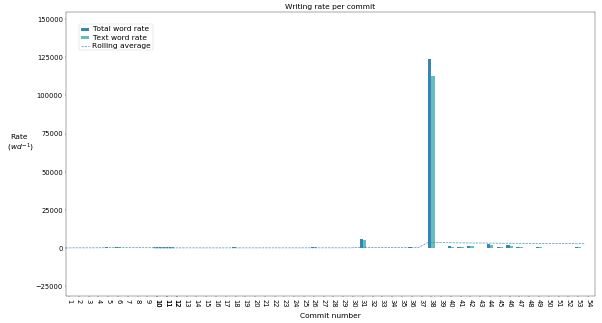 Writing rate per commit
150000
125000
100000
75000
50000
25000
0
−25000
Rate
(wd⁻¹)
Total word rate
Text word rate
Rolling average
1 2 3 4 5 6 7 8 9 10 11 12 13 14 15 16 17 18 19 20 21 22 23 24 25 26 27 28 29 30 31 32 33 34 35 36 37 38 39 40 41 42 43 44 45 46 47 48 49 50 51 52 53 54
Commit number